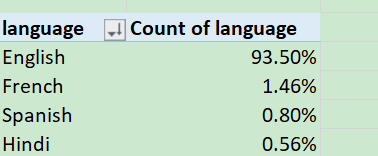 language Count of language
English 93.50%
French 1.46%
Spanish 0.80%
Hindi 0.56%